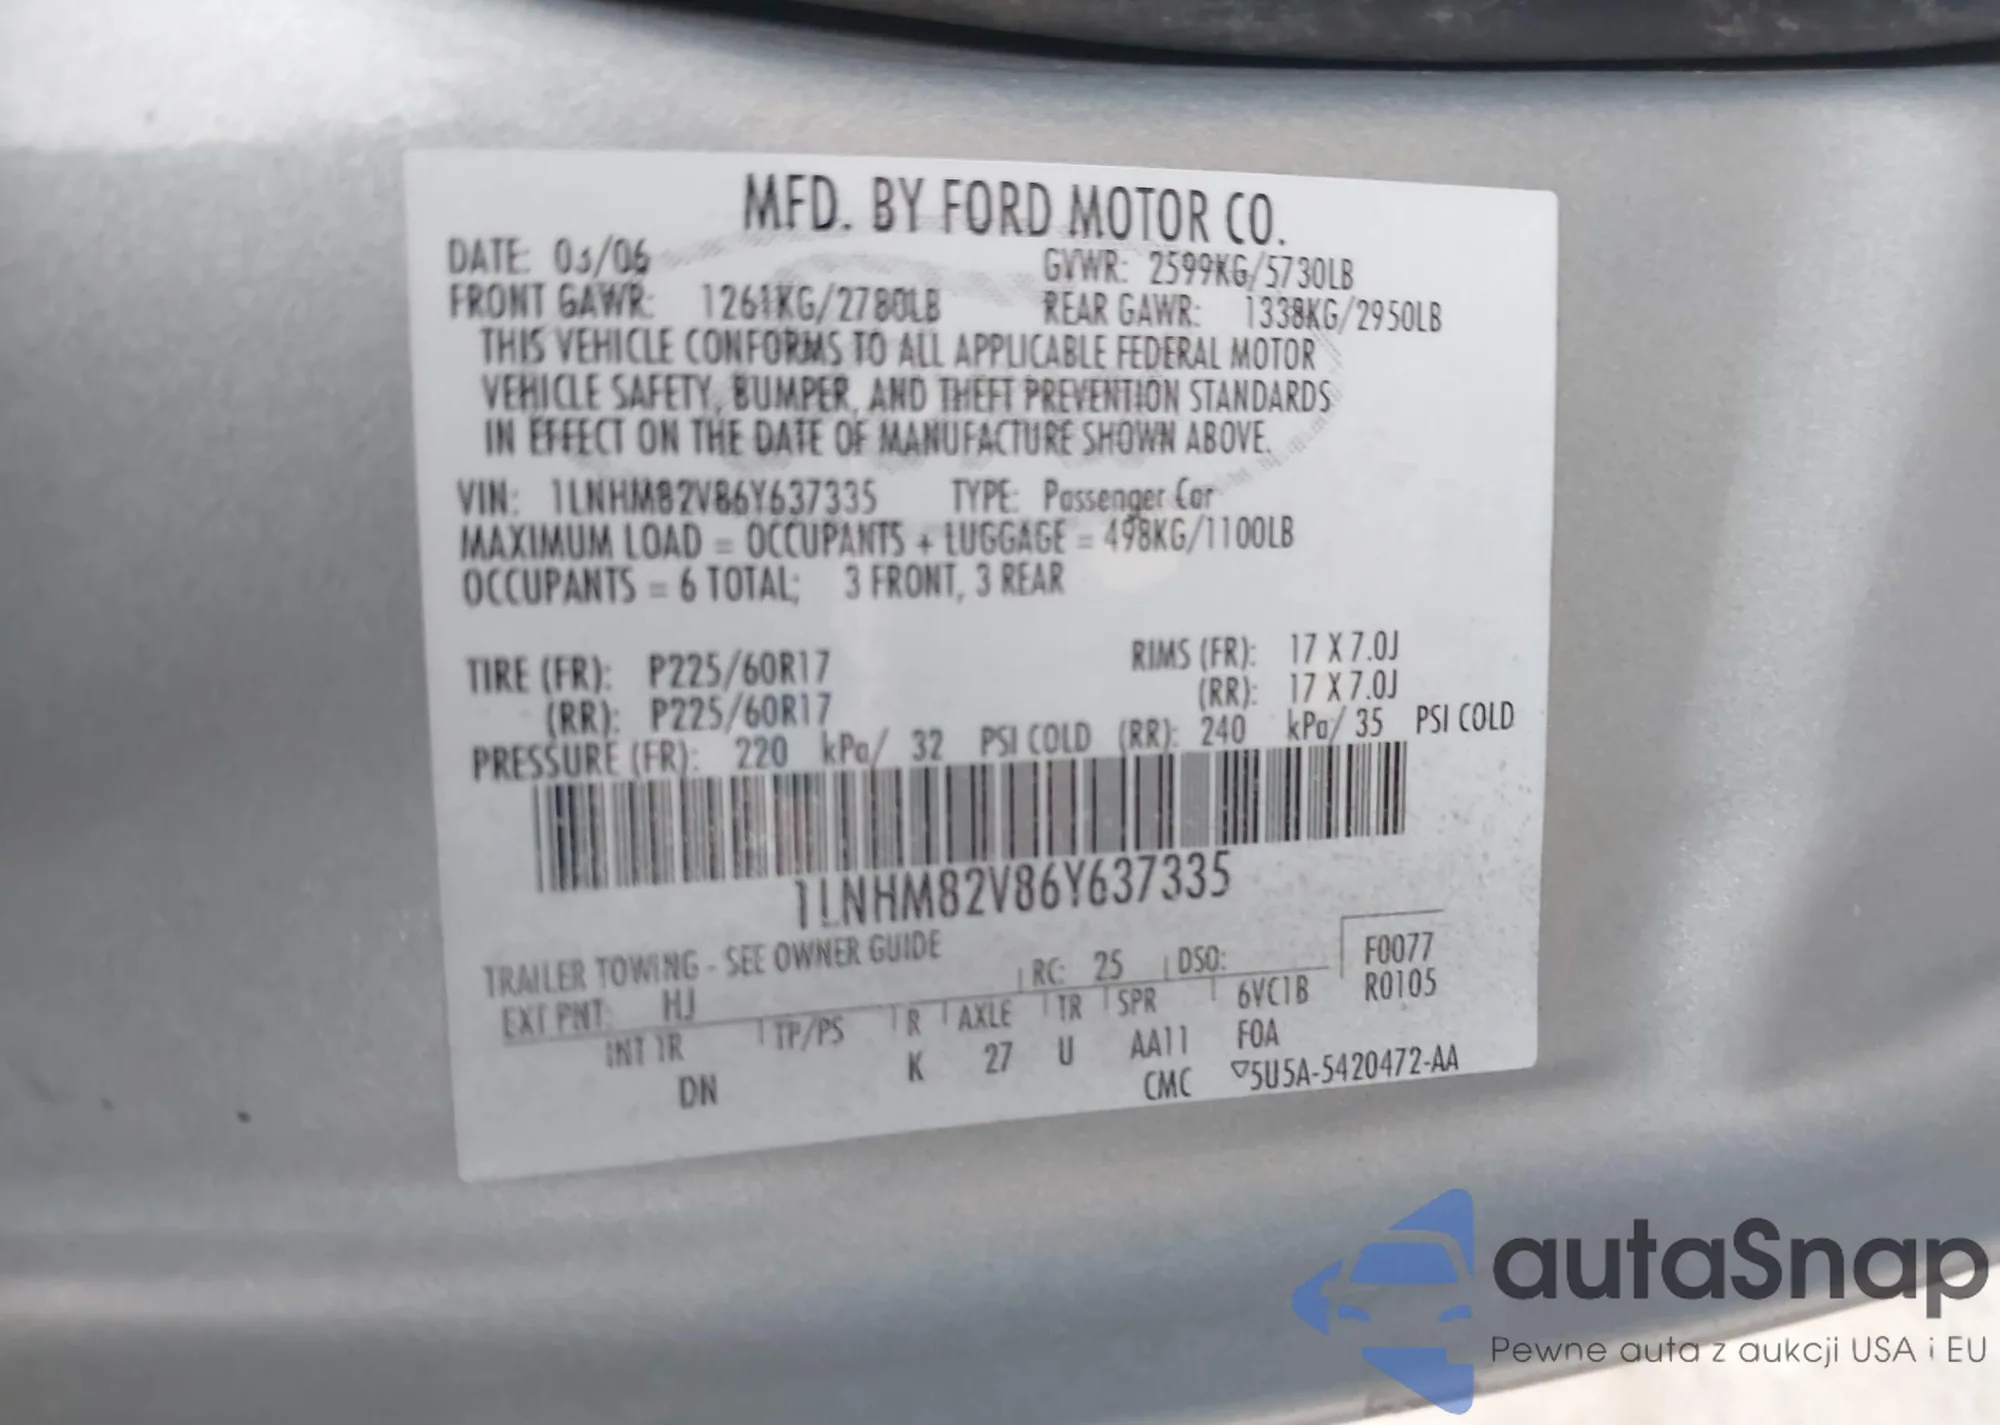 MFD. BY FORD MOTOR CO.
DATE: 03/06 GVWR: 2599KG/5730LB
FRONT GAWR: 1261KG/2780LB REAR GAWR: 1338KG/2950LB
THIS VEHICLE CONFORMS TO ALL APPLICABLE FEDERAL MOTOR
VEHICLE SAFETY, BUMPER, AND THEFT PREVENTION STANDARDS
IN EFFECT ON THE DATE OF MANUFACTURE SHOWN ABOVE.
VIN: 1LNHM82V86Y637335 TYPE: Passenger Car
MAXIMUM LOAD = OCCUPANTS + LUGGAGE = 498KG/1100LB
OCCUPANTS = 6 TOTAL; 3 FRONT, 3 REAR
TIRE (FR): P225/60R17 RIMS (FR): 17 X 7.0J
(RR): P225/60R17 (RR): 17 X 7.0J
PRESSURE (FR): 220 kPa/ 32 PSI COLD (RR): 240 kPa/ 35 PSI COLD
1LNHM82V86Y637335
TRAILER TOWING - SEE OWNER GUIDE
F0077
EXT PNT: HJ RC: 25 DSO: R0105
INT TR TP/PS R AXLE TR SPR 6VC1B
DN K 27 U AA11 F0A
CMC ▽5U5A-5420472-AA
autaSnap
Pewne auta z aukcji USA i EU